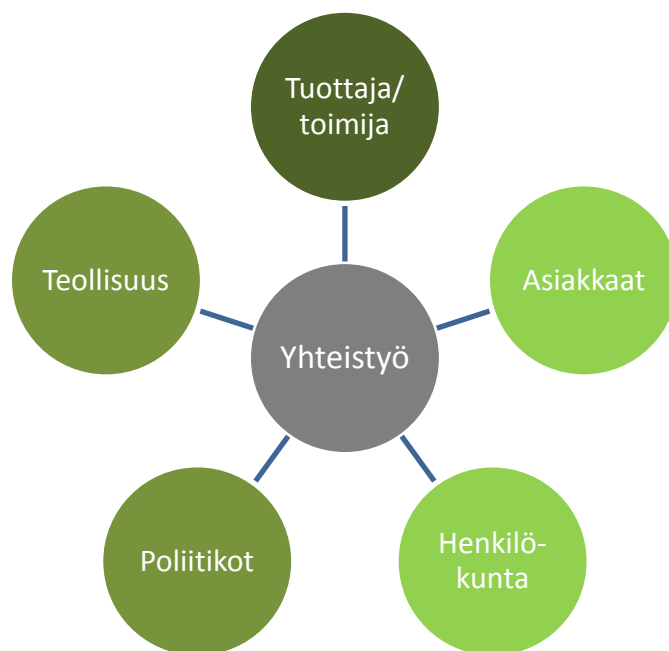 Tuottaja/
toimija
Teollisuus
Asiakkaat
Yhteistyö
Poliitikot
Henkilö-
kunta